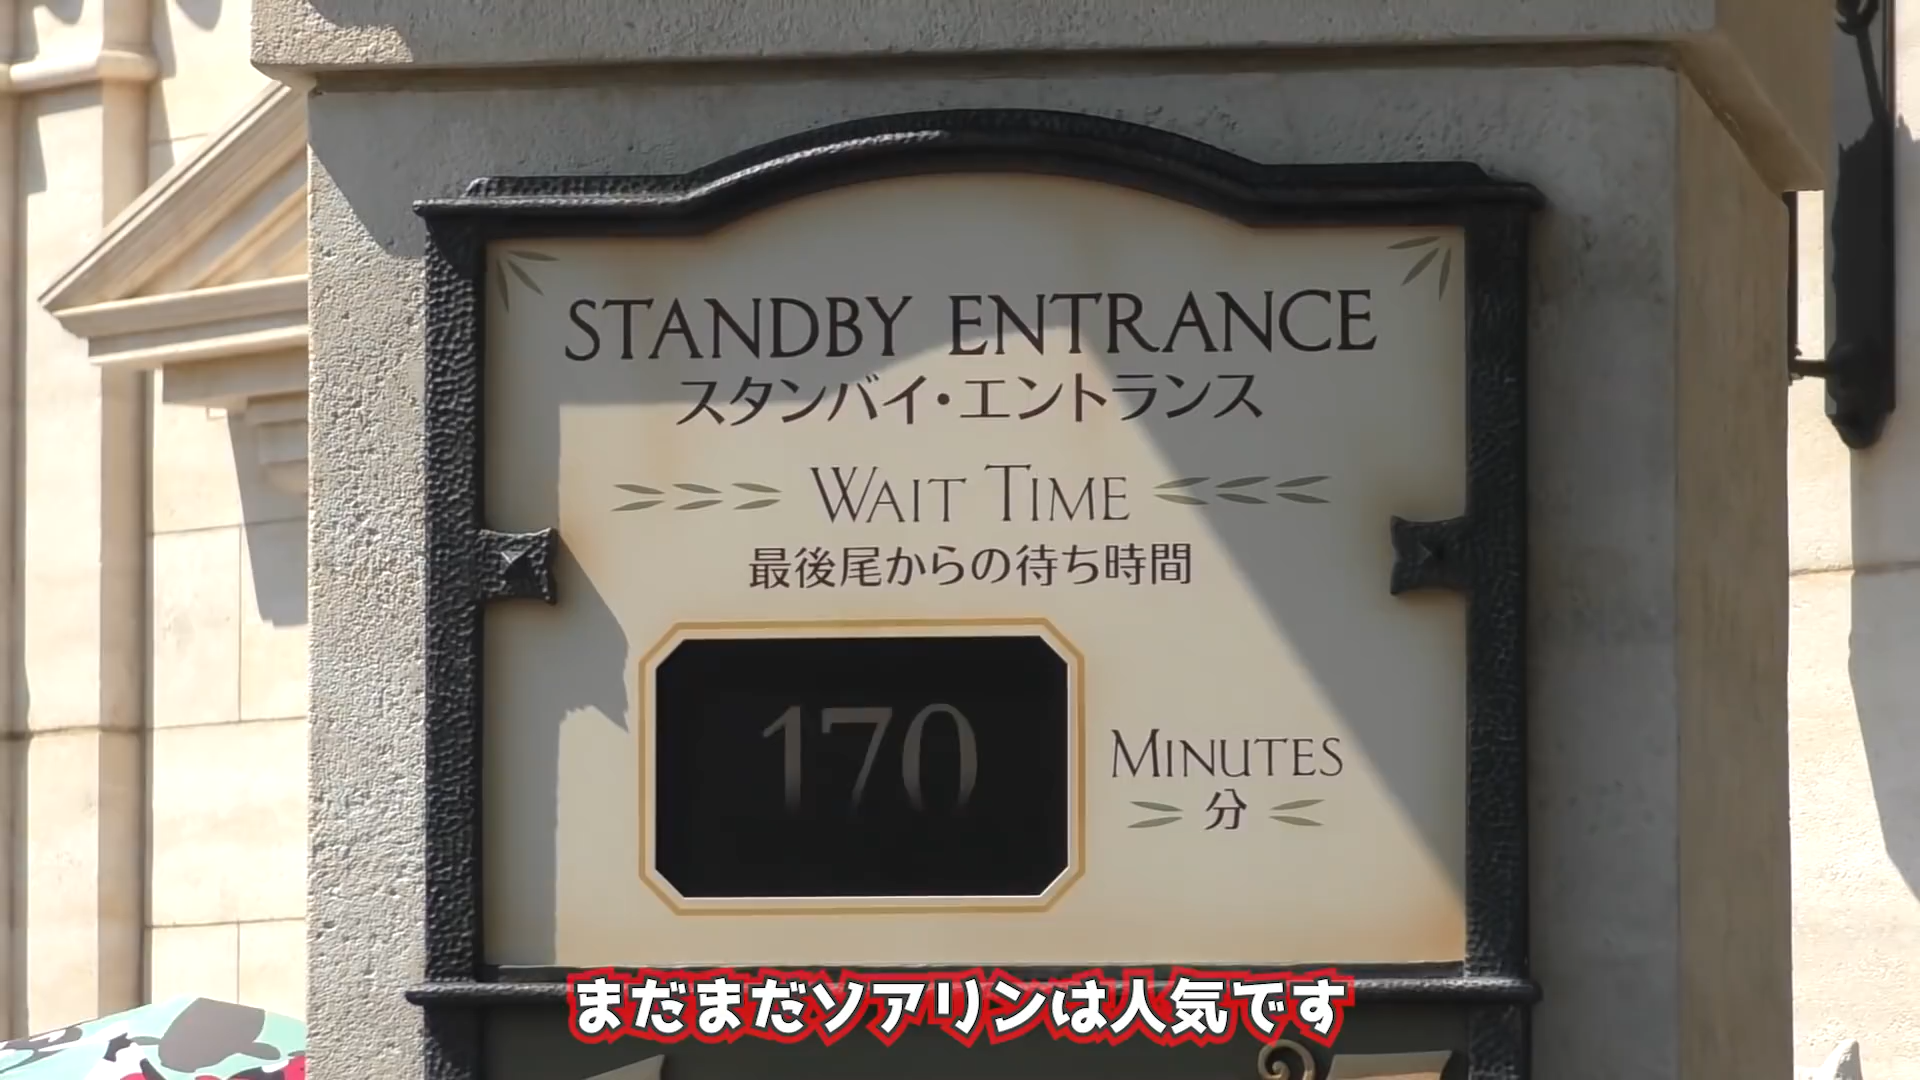 STANDBY ENTRANCE
スタンバイ・エントランス
WAIT TIME
最後尾からの待ち時間
170
MINUTES
分
まだまだソアリンは人気です